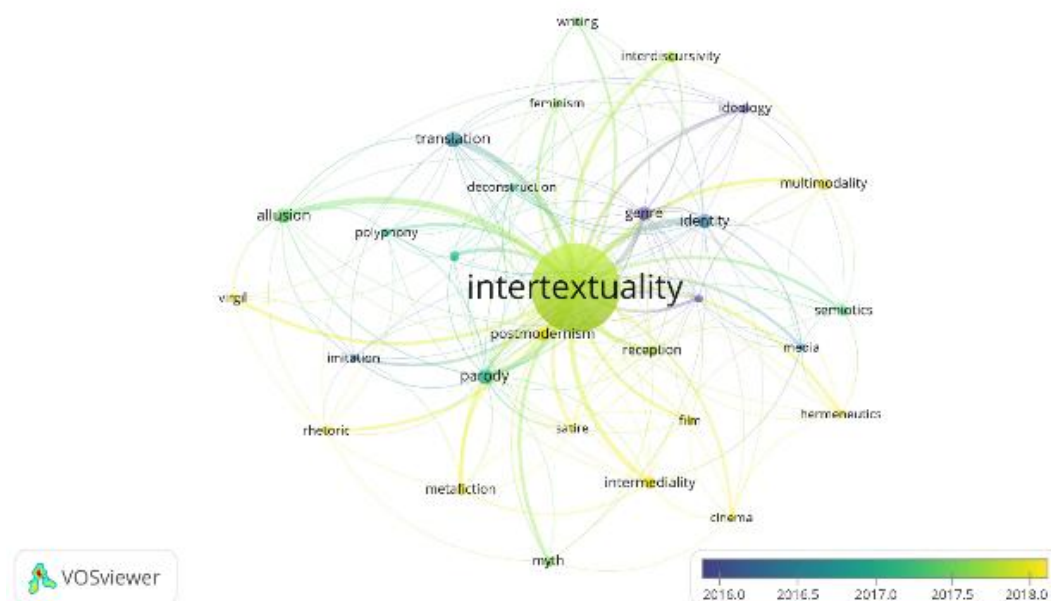 writing
interdiscursivity
feminism
ideology
translation
deconstruction
multimodality
allusion
genre
identity
polyphony
intertextuality
virgil
semiotics
postmodernism
imitation
reception
media
parody
hermeneutics
rhetoric
satire
film
metafiction
intermediality
cinema
myth
VOSviewer
2016.0 2016.5 2017.0 2017.5 2018.0